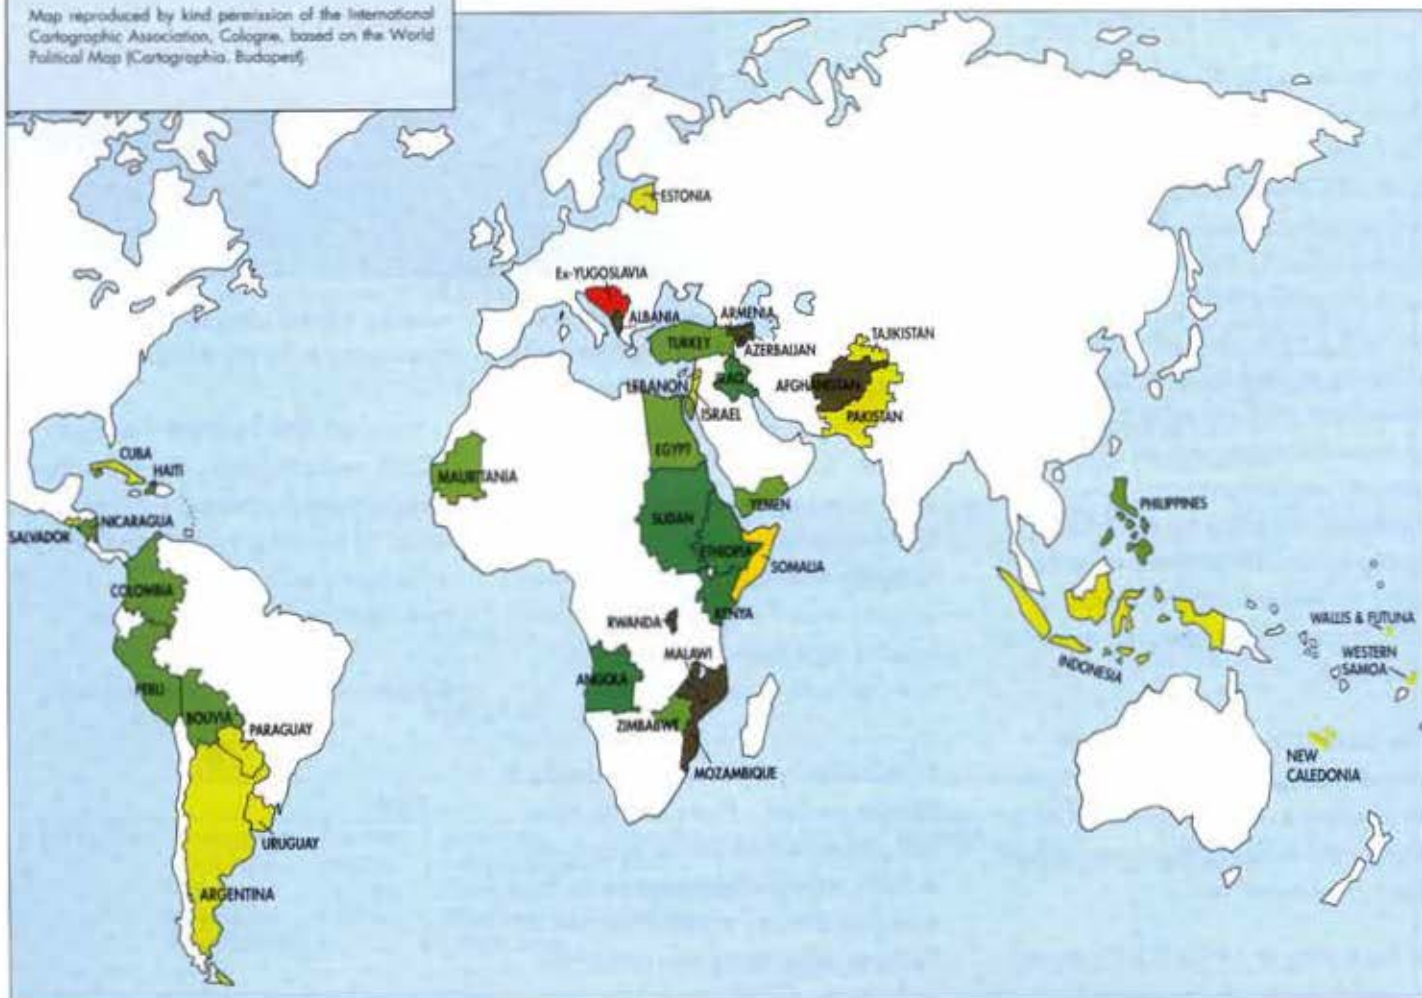 Map reproduced by kind permission of the International
Cartographic Association, Cologne, based on the World
Political Map (Cartographia. Budapest).
ESTONIA
Ex-YUGOSLAVIA
ALBANIA
ARMENIA
TURKEY
AZERBAIJAN
TAJIKISTAN
LEBANON
IRAQ
AFGHANISTAN
ISRAEL
PAKISTAN
CUBA
HAITI
EGYPT
MAURITANIA
YEMEN
PHILIPPINES
NICARAGUA
SALVADOR
SUDAN
ETHIOPIA
SOMALIA
COLOMBIA
KENYA
RWANDA
WALLIS & FUTUNA
MALAWI
WESTERN
SAMOA
INDONESIA
ANGOLA
PERU
BOLIVIA
ZIMBABWE
PARAGUAY
MOZAMBIQUE
NEW
CALEDONIA
URUGUAY
ARGENTINA